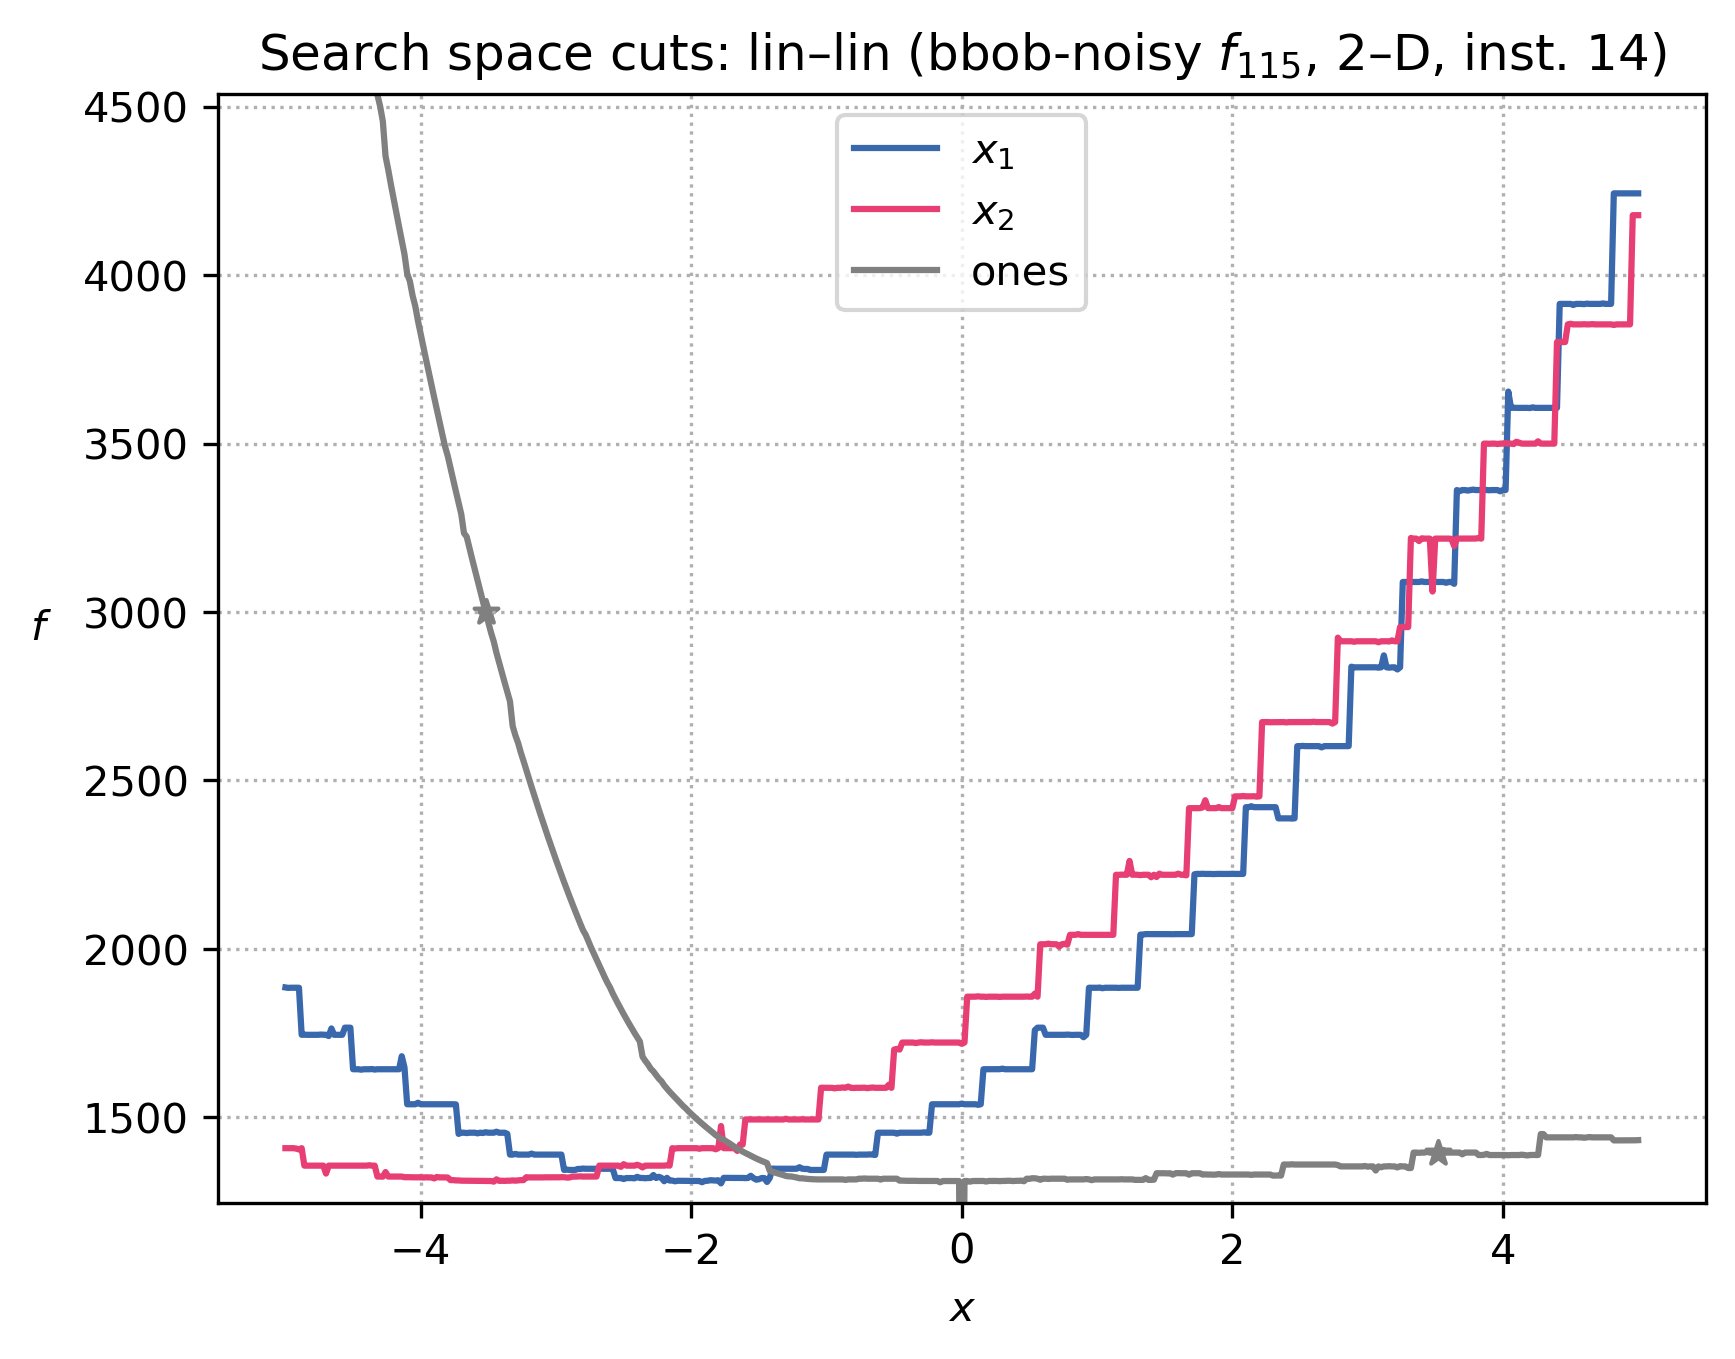 Search space cuts: lin–lin (bbob-noisy f₁₁₅, 2–D, inst. 14)
x₁
x₂
ones
4500
4000
3500
3000
2500
2000
1500
f
−4
−2
0
2
4
x